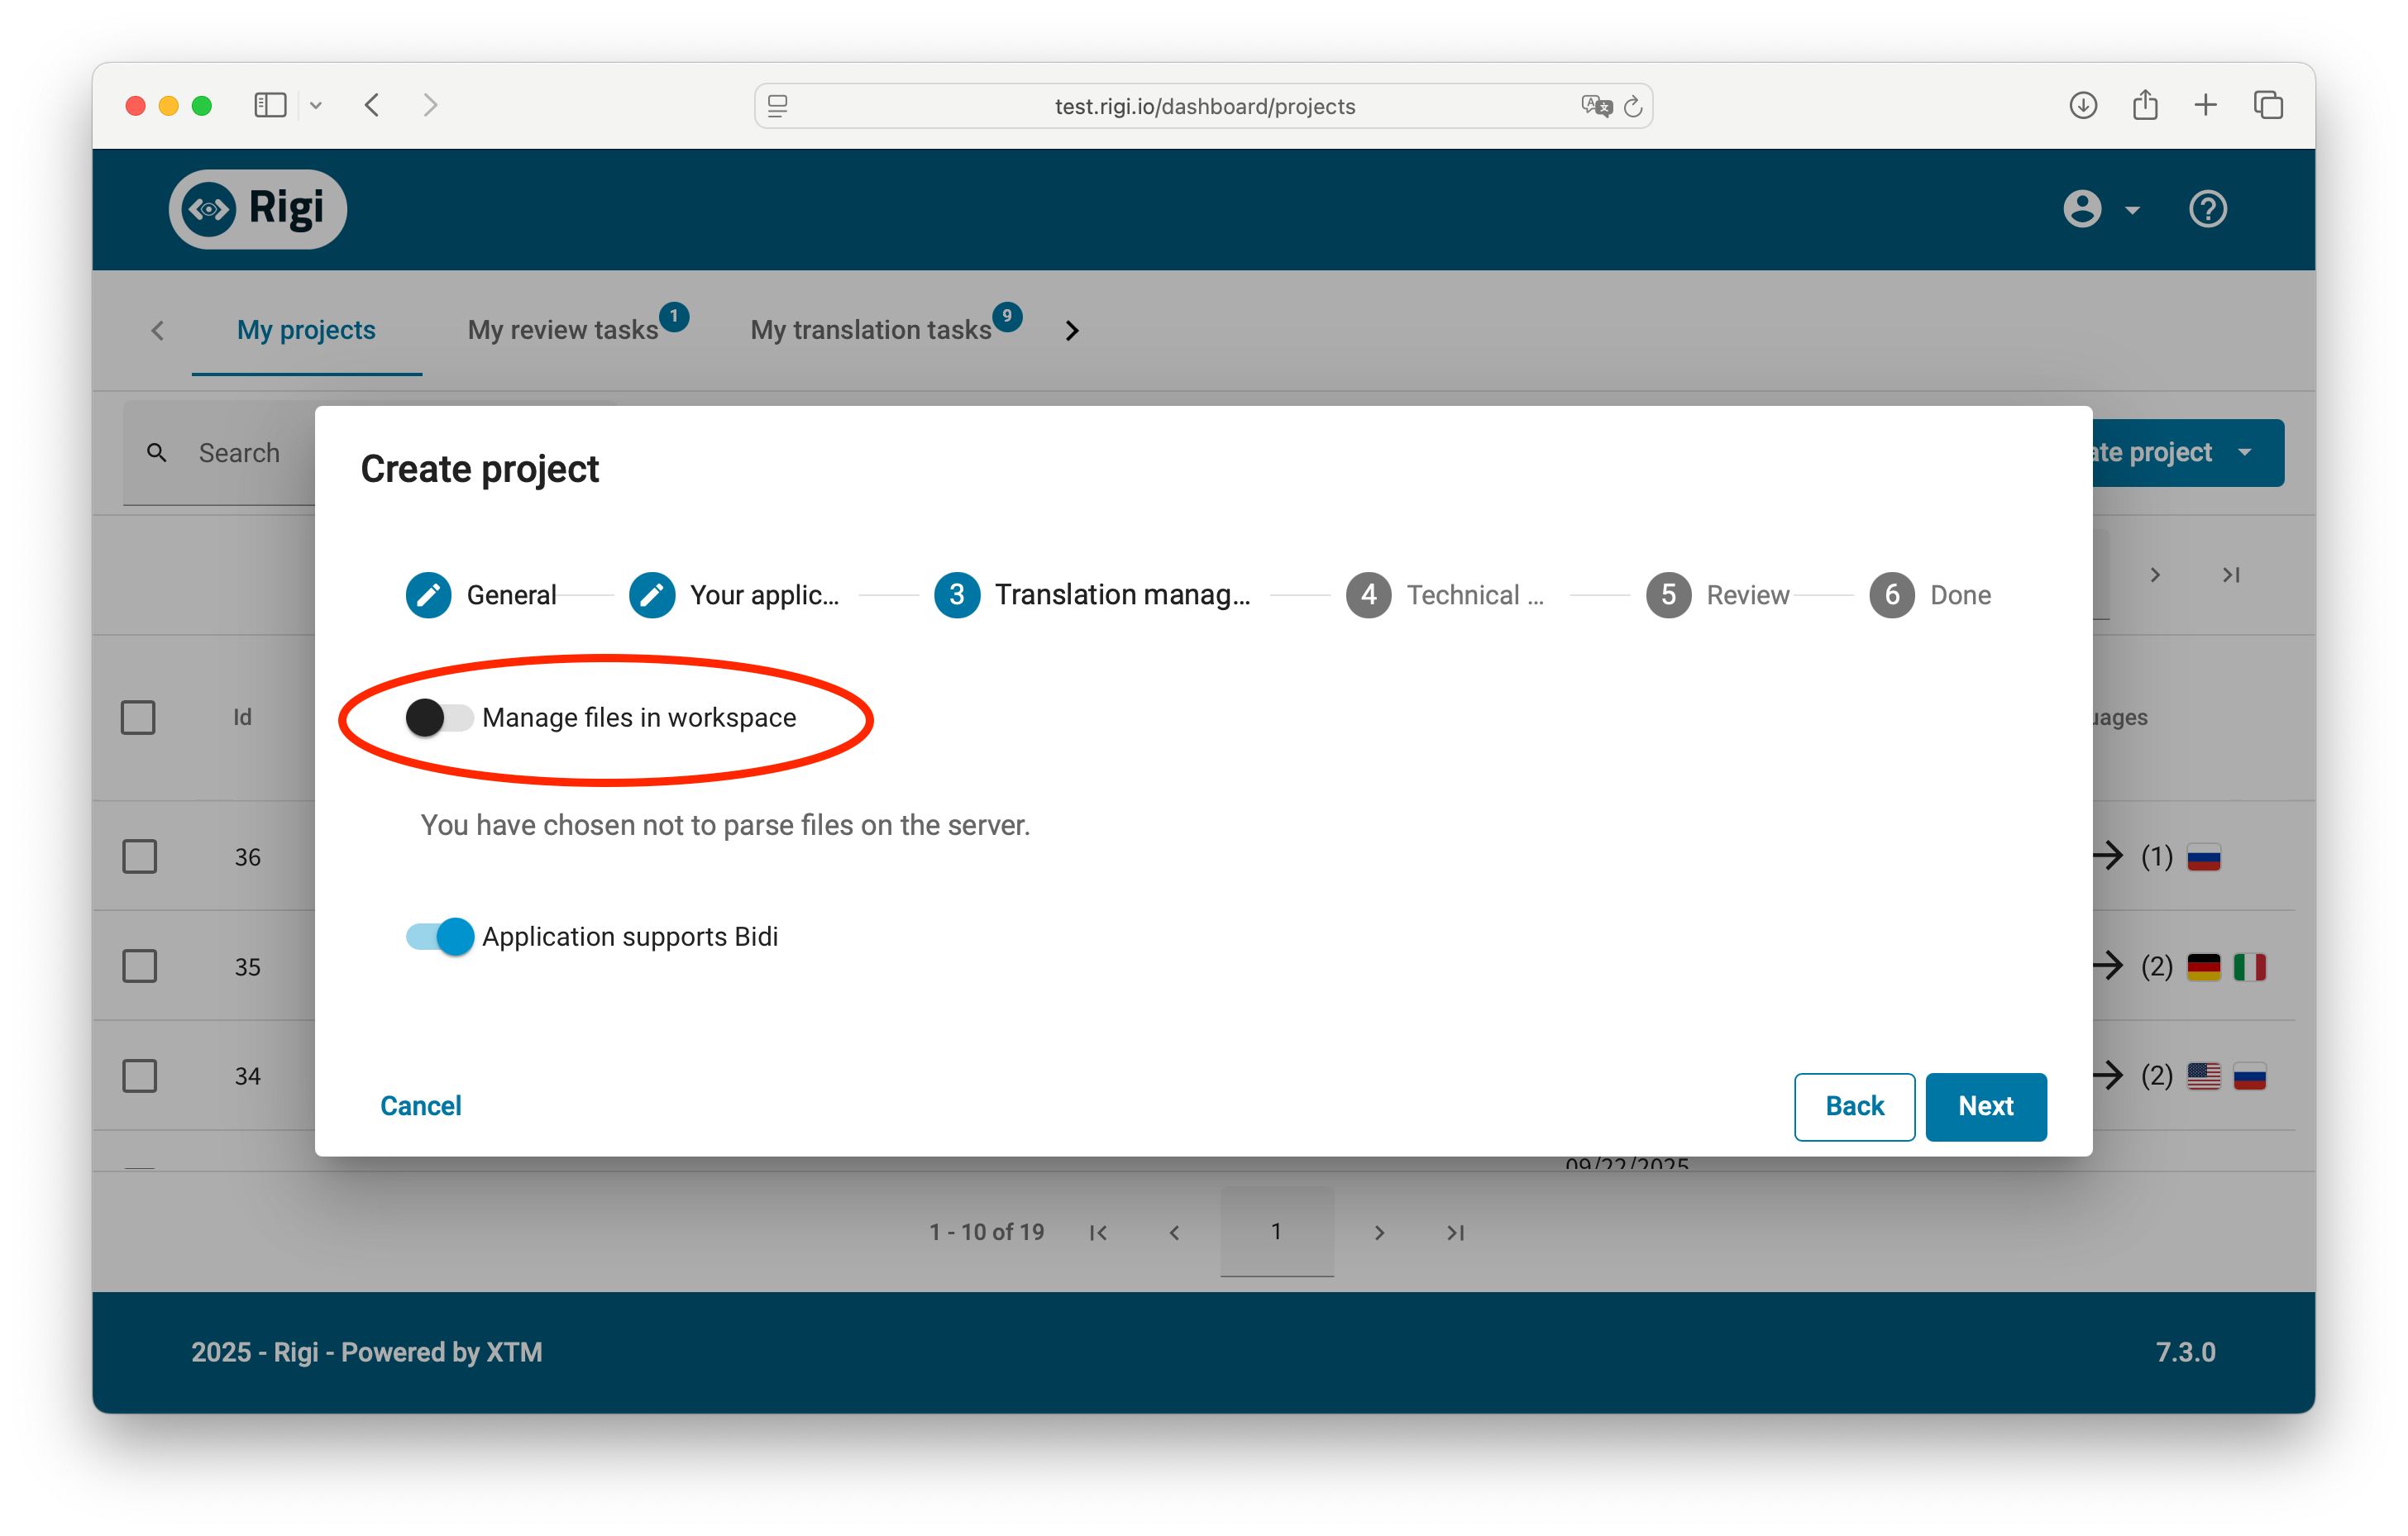 test.rigi.io/dashboard/projects
Rigi
My projects
My review tasks 1
My translation tasks 9
Search
Create project
ate project
General
Your applic...
3 Translation manag...
4 Technical ...
5 Review
6 Done
Manage files in workspace
Id
uages
You have chosen not to parse files on the server.
36
(1)
Application supports Bidi
35
(2)
34
(2)
Cancel
Back
Next
09/22/2025
1 - 10 of 19
1
2025 - Rigi - Powered by XTM
7.3.0